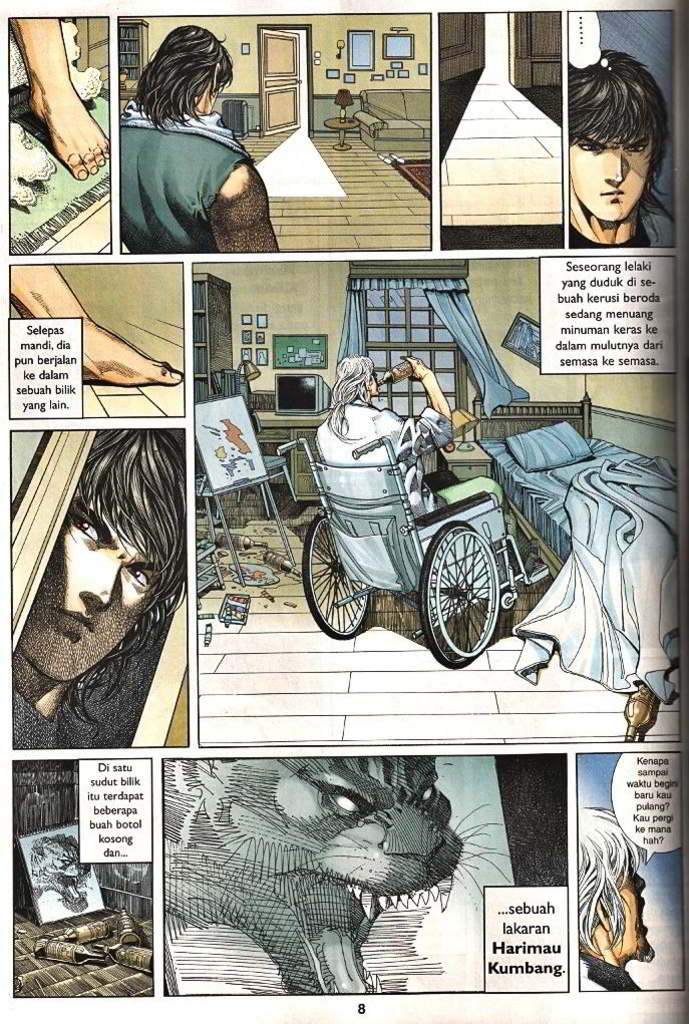 ......
Selepas
mandi, dia
pun berjalan
ke dalam
sebuah bilik
yang lain.
Seseorang lelaki
yang duduk di se-
buah kerusi beroda
sedang menuang
minuman keras ke
dalam mulutnya dari
semasa ke semasa.
Di satu
sudut bilik
itu terdapat
beberapa
buah botol
kosong
dan...
...sebuah
lakaran
Harimau
Kumbang.
Kenapa
sampai
waktu begini
baru kau
pulang?
Kau pergi
ke mana
hah?
8